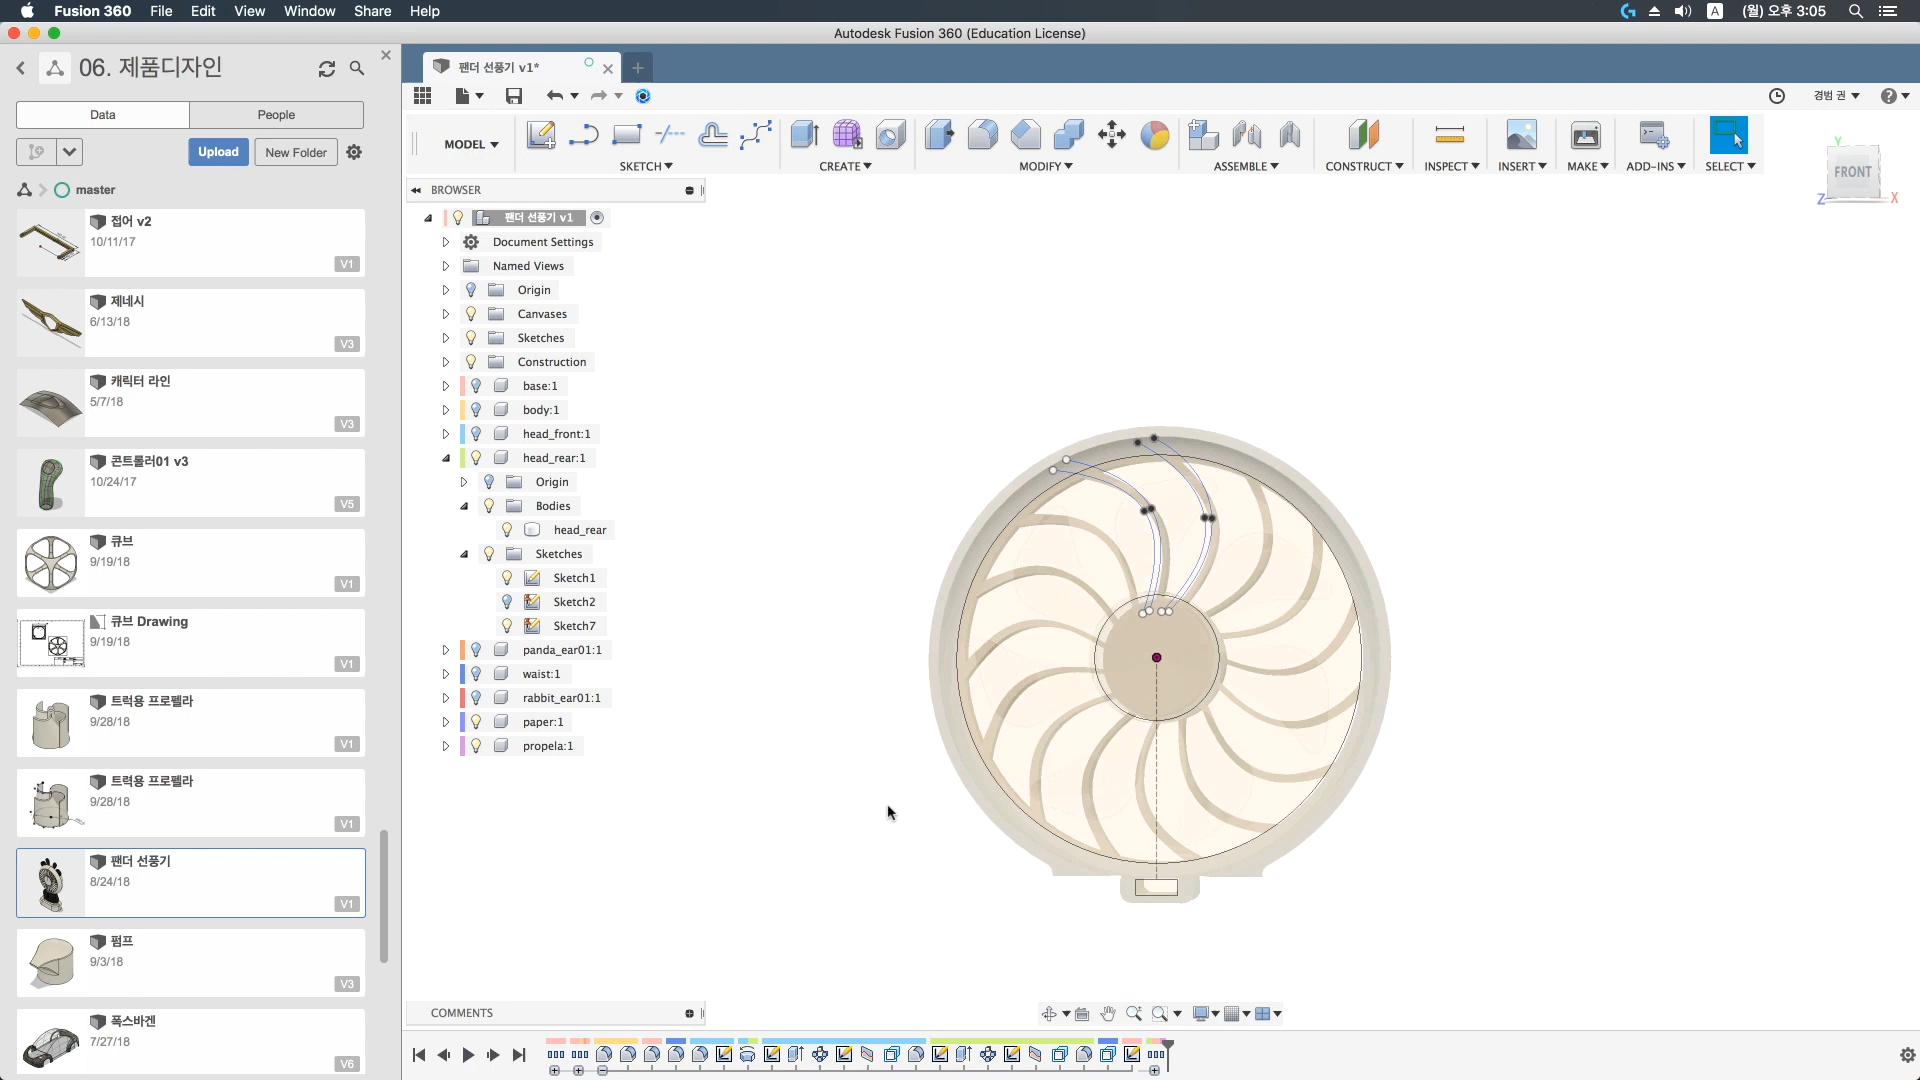 Fusion 360 File Edit View Window Share Help
A (월) 오후 3:05
Autodesk Fusion 360 (Education License)
06. 제품디자인
팬더 선풍기 v1*
Data People
경범 권
Upload New Folder
MODEL SKETCH CREATE MODIFY ASSEMBLE CONSTRUCT INSPECT INSERT MAKE ADD-INS SELECT
Y
FRONT
Z X
master
BROWSER
접어 v2
10/11/17
V1
제네시
6/13/18
V3
캐릭터 라인
5/7/18
V3
콘트롤러01 v3
10/24/17
V5
큐브
9/19/18
V1
큐브 Drawing
9/19/18
V1
트럭용 프로펠라
9/28/18
V1
트력용 프로펠라
9/28/18
V1
팬더 선풍기
8/24/18
V1
펌프
9/3/18
V3
폭스바겐
7/27/18
V6
팬더 선풍기 v1
Document Settings
Named Views
Origin
Canvases
Sketches
Construction
base:1
body:1
head_front:1
head_rear:1
Origin
Bodies
head_rear
Sketches
Sketch1
Sketch2
Sketch7
panda_ear01:1
waist:1
rabbit_ear01:1
paper:1
propela:1
COMMENTS